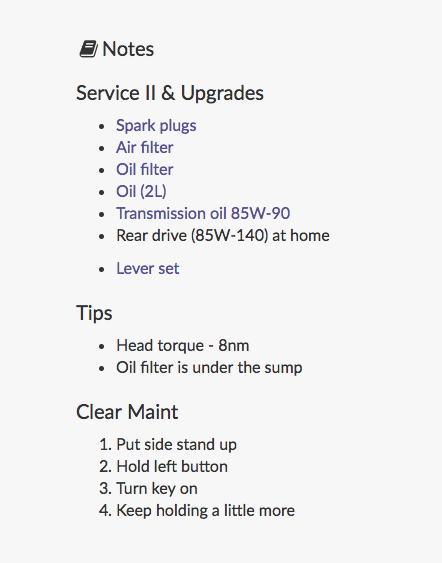 Notes
Service II & Upgrades
• Spark plugs
• Air filter
• Oil filter
• Oil (2L)
• Transmission oil 85W-90
• Rear drive (85W-140) at home
• Lever set
Tips
• Head torque - 8nm
• Oil filter is under the sump
Clear Maint
1. Put side stand up
2. Hold left button
3. Turn key on
4. Keep holding a little more